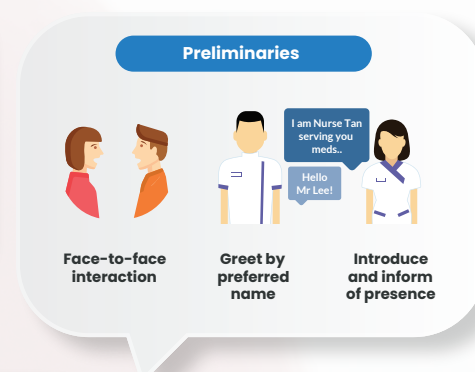 Preliminaries
I am Nurse Tan
serving you
meds..
Hello
Mr Lee!
Face-to-face
interaction
Greet by
preferred
name
Introduce
and inform
of presence